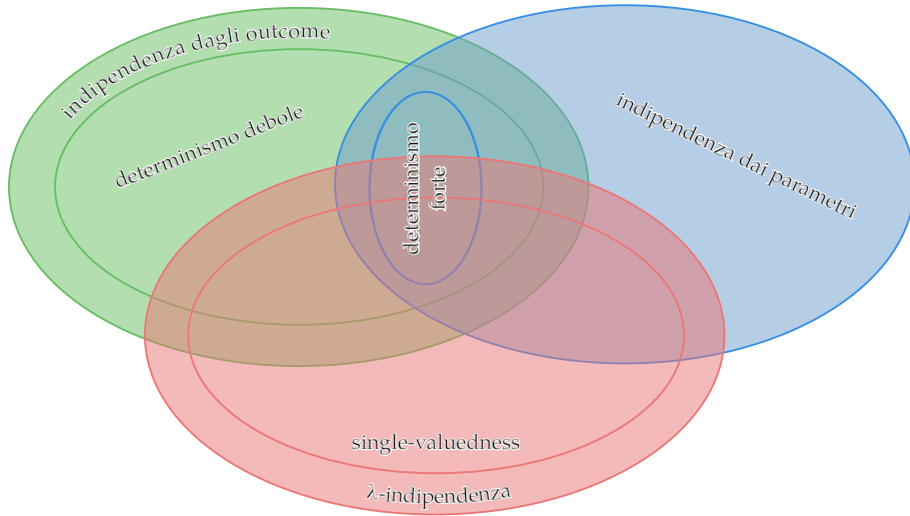 indipendenza dagli outcome
determinismo debole
determinismo
forte
indipendenza dai parametri
single-valuedness
λ-indipendenza